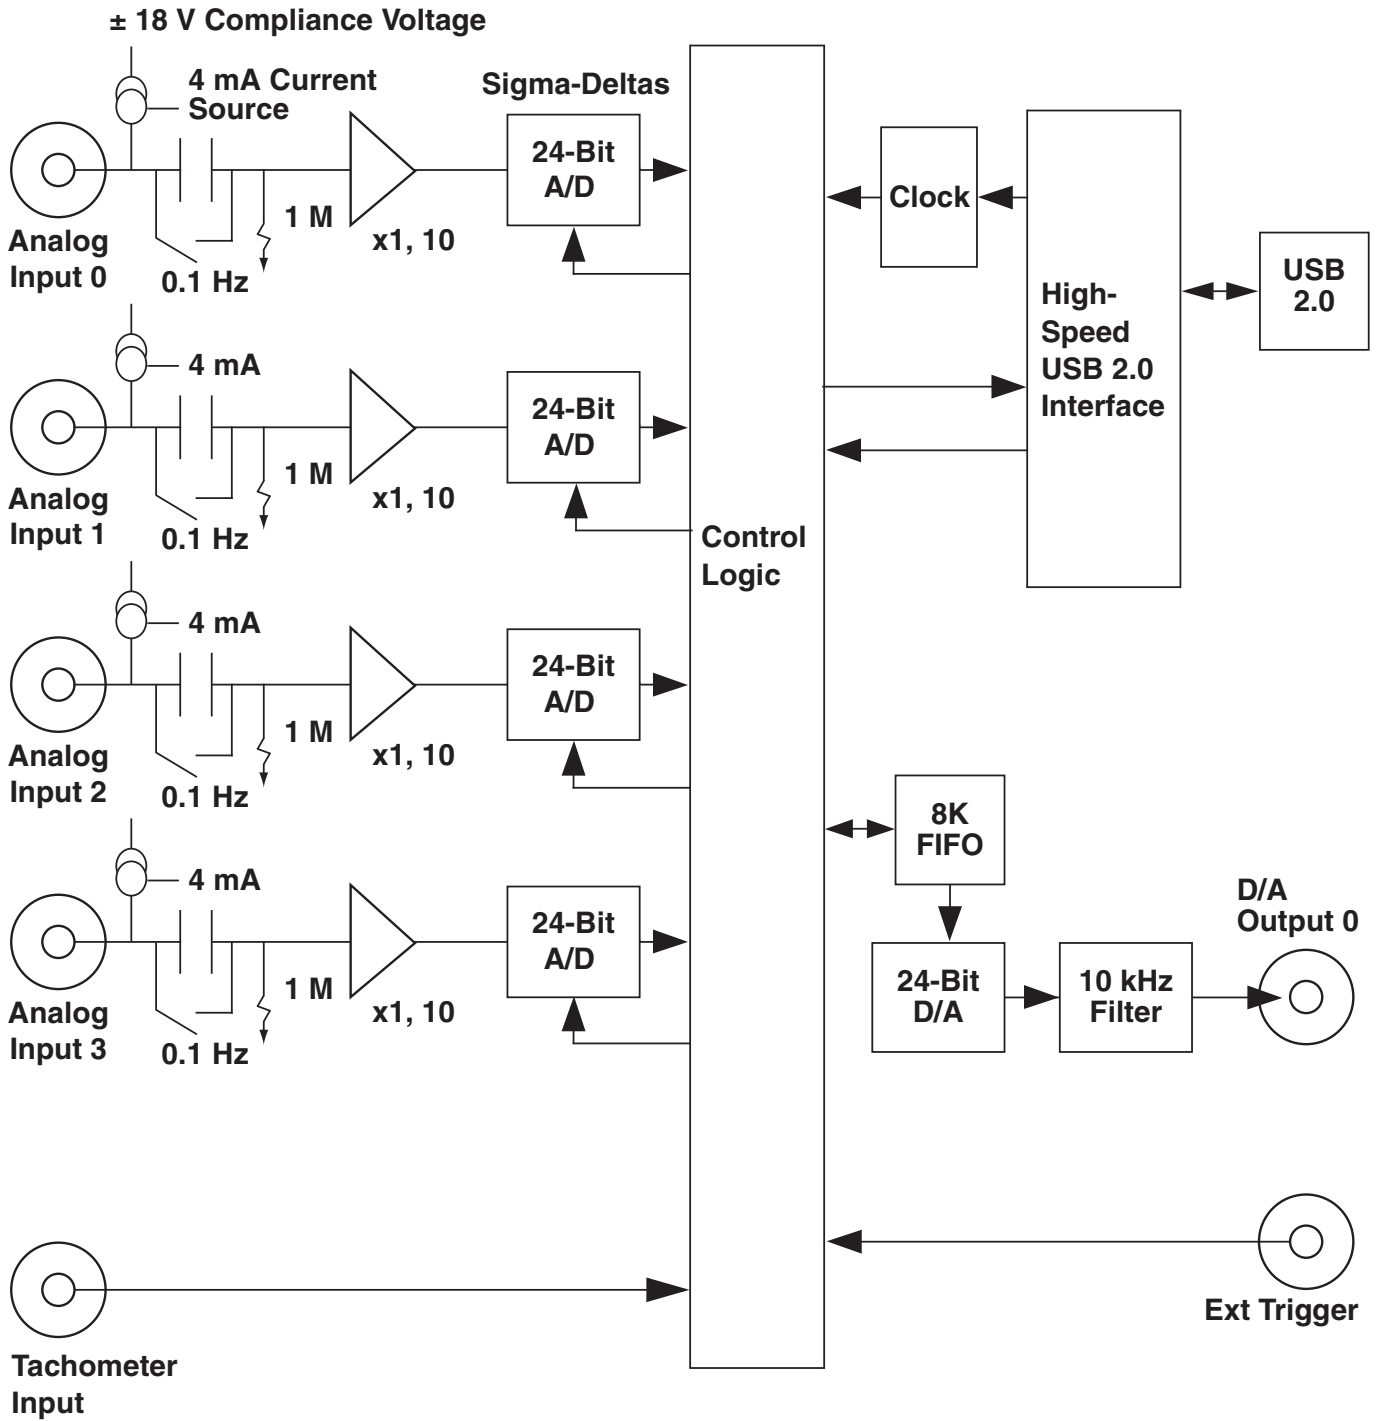 ± 18 V Compliance Voltage
4 mA Current
Source
Sigma-Deltas
24-Bit
A/D
1 M
x1, 10
Analog
Input 0
0.1 Hz
4 mA
24-Bit
A/D
1 M
x1, 10
Analog
Input 1
0.1 Hz
4 mA
24-Bit
A/D
1 M
x1, 10
Analog
Input 2
0.1 Hz
4 mA
24-Bit
A/D
1 M
x1, 10
Analog
Input 3
0.1 Hz
Tachometer
Input
Control
Logic
Clock
High-
Speed
USB 2.0
Interface
USB
2.0
8K
FIFO
24-Bit
D/A
10 kHz
Filter
D/A
Output 0
Ext Trigger